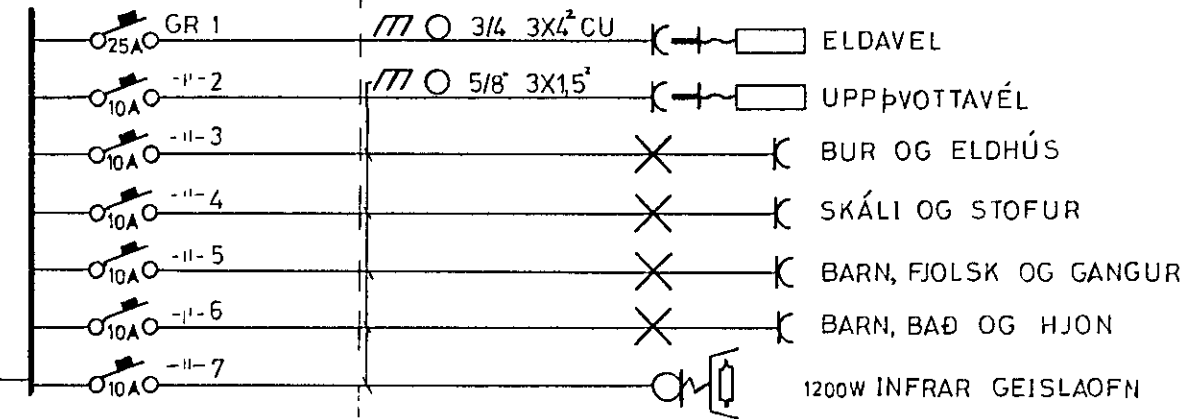 GR 1 3/4 3X4² CU ELDAVEL
25A
-"-2 5/8" 3X1,5² UPPÞVOTTAVÉL
10A
-"-3 BUR OG ELDHÚS
10A
-"-4 SKÁLI OG STOFUR
10A
-"-5 BARN, FJOLSK OG GANGUR
10A
-"-6 BARN, BAÐ OG HJON
10A
-"-7 1200W INFRAR GEISLAOFN
10A